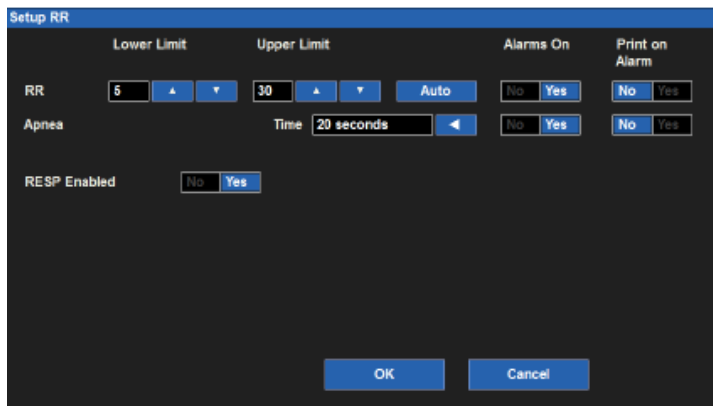 Setup RR
Lower Limit Upper Limit Alarms On Print on Alarm
RR 5 30 Auto No Yes No Yes
Apnea Time 20 seconds No Yes No Yes
RESP Enabled No Yes
OK Cancel